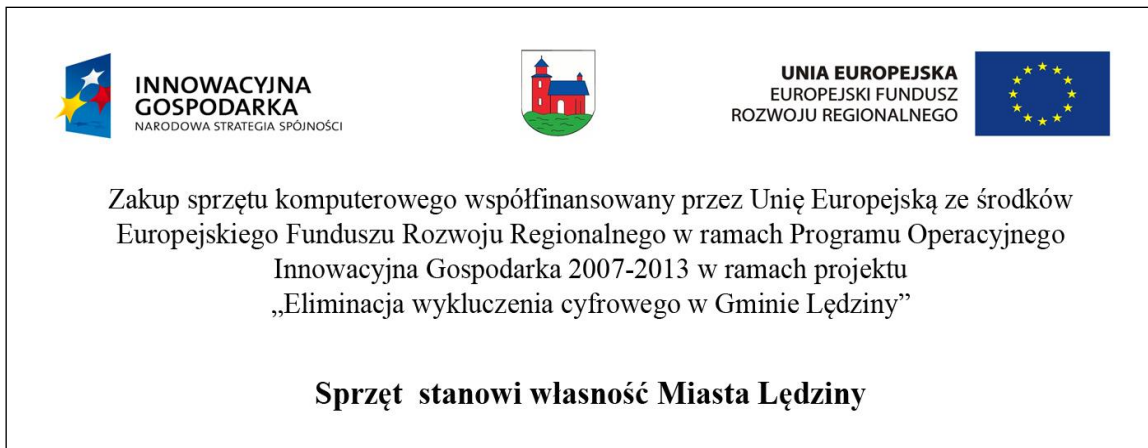 INNOWACYJNA
GOSPODARKA
NARODOWA STRATEGIA SPÓJNOŚCI
UNIA EUROPEJSKA
EUROPEJSKI FUNDUSZ
ROZWOJU REGIONALNEGO
Zakup sprzętu komputerowego współfinansowany przez Unię Europejską ze środków
Europejskiego Funduszu Rozwoju Regionalnego w ramach Programu Operacyjnego
Innowacyjna Gospodarka 2007-2013 w ramach projektu
„Eliminacja wykluczenia cyfrowego w Gminie Lędziny”
Sprzęt  stanowi własność Miasta Lędziny